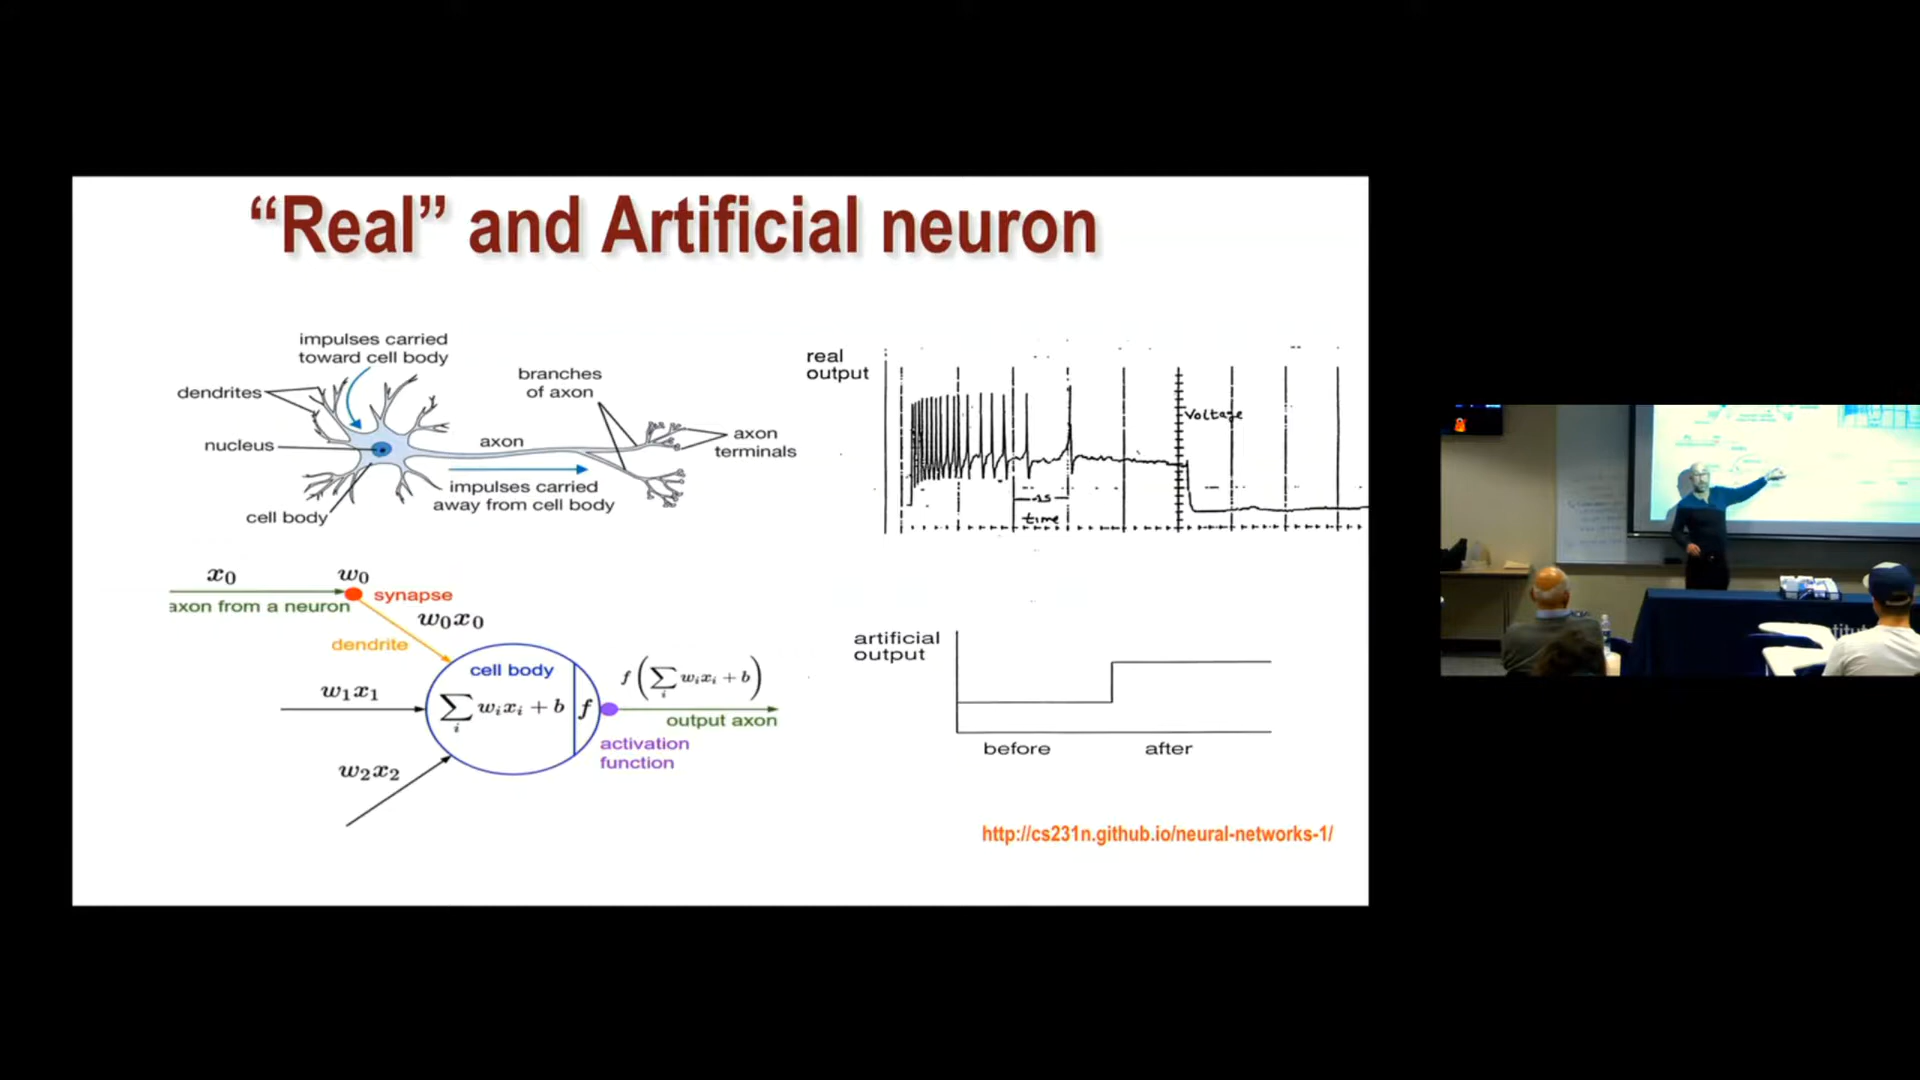 “Real” and Artificial neuron
impulses carried
toward cell body
dendrites
nucleus
cell body
axon
impulses carried
away from cell body
branches
of axon
axon
terminals
real
output
Voltage
time
x₀
axon from a neuron
w₀
synapse
w₀x₀
dendrite
w₁x₁
w₂x₂
cell body
∑ᵢ wᵢxᵢ + b
f
f(∑ᵢ wᵢxᵢ + b)
output axon
activation
function
artificial
output
before after
http://cs231n.github.io/neural-networks-1/